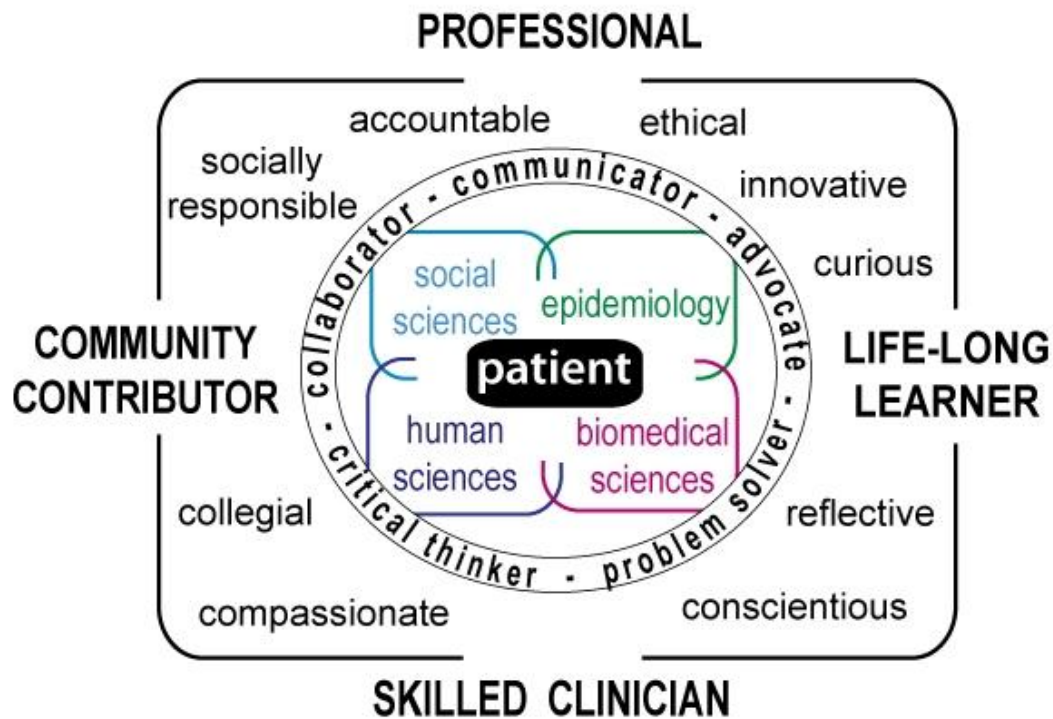 PROFESSIONAL
accountable
ethical
socially
responsible
innovative
curious
collaborator - communicator - advocate -
social
sciences
epidemiology
COMMUNITY
CONTRIBUTOR
patient
LIFE-LONG
LEARNER
human
sciences
biomedical
sciences
- critical thinker - problem solver
collegial
reflective
compassionate
conscientious
SKILLED CLINICIAN